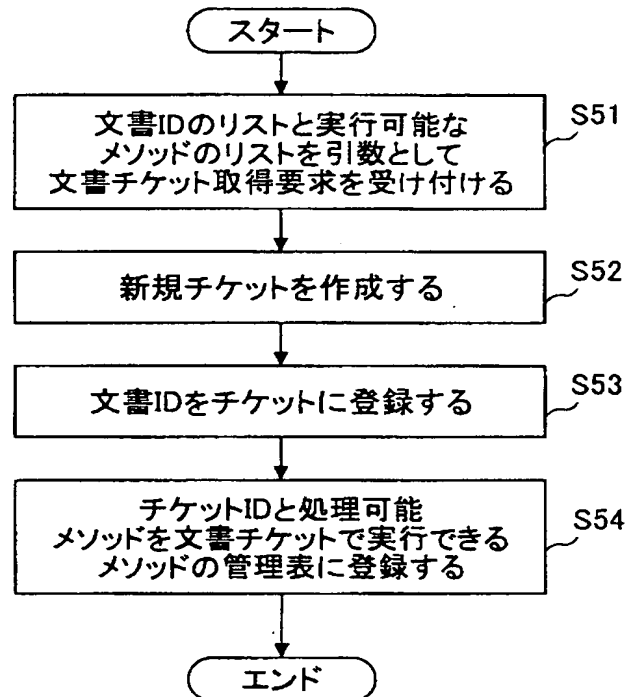 スタート
文書IDのリストと実行可能な
メソッドのリストを引数として
文書チケット取得要求を受け付ける
S51
新規チケットを作成する
S52
文書IDをチケットに登録する
S53
チケットIDと処理可能
メソッドを文書チケットで実行できる
メソッドの管理表に登録する
S54
エンド